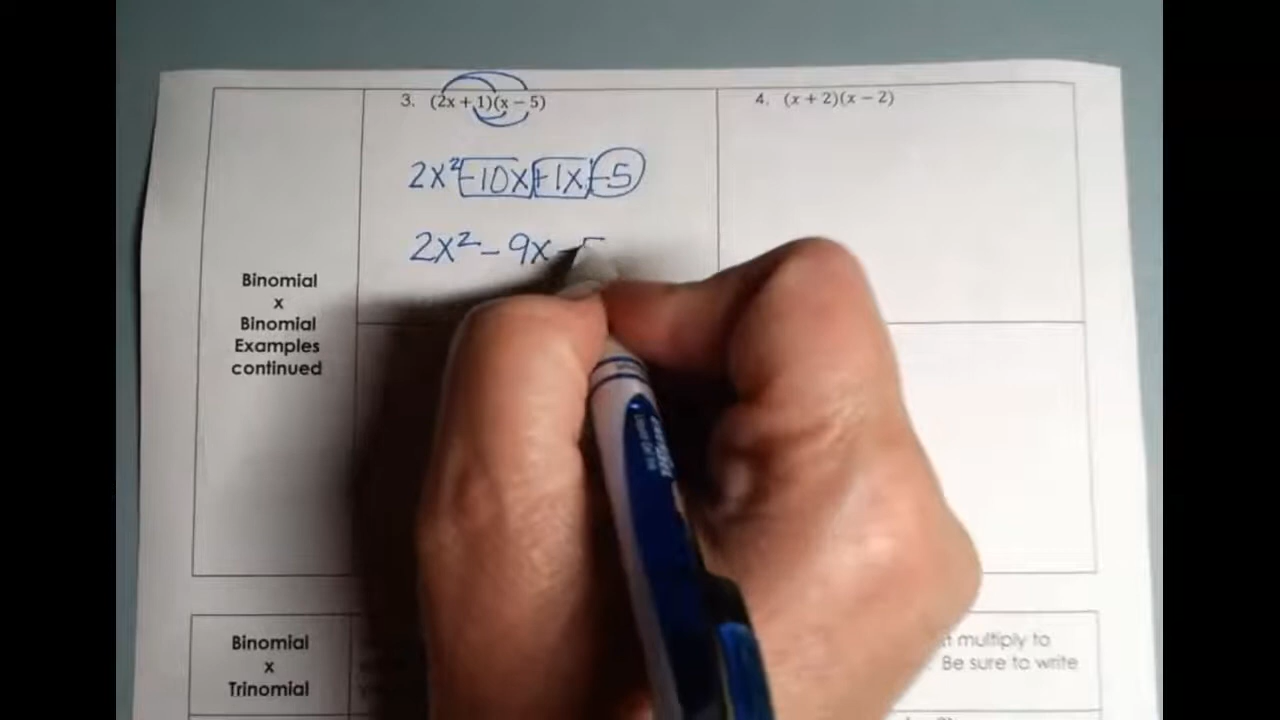 3. (2x + 1)(x − 5)
4. (x + 2)(x − 2)
2x² −10x +1x −5
2x² − 9x − 5
Binomial
x
Binomial
Examples
continued
Binomial
x
Trinomial
multiply to
Be sure to write